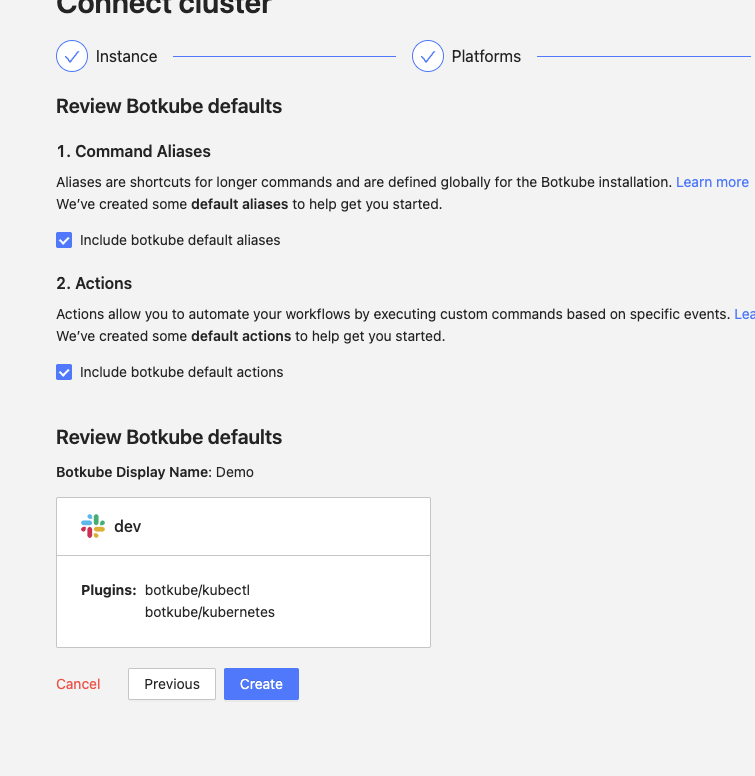 Connect cluster
Instance
Platforms
Review Botkube defaults
1. Command Aliases
Aliases are shortcuts for longer commands and are defined globally for the Botkube installation. Learn more
We’ve created some default aliases to help get you started.
Include botkube default aliases
2. Actions
Actions allow you to automate your workflows by executing custom commands based on specific events.
We’ve created some default actions to help get you started.
Include botkube default actions
Review Botkube defaults
Botkube Display Name: Demo
dev
Plugins: botkube/kubectl
botkube/kubernetes
Cancel
Previous
Create